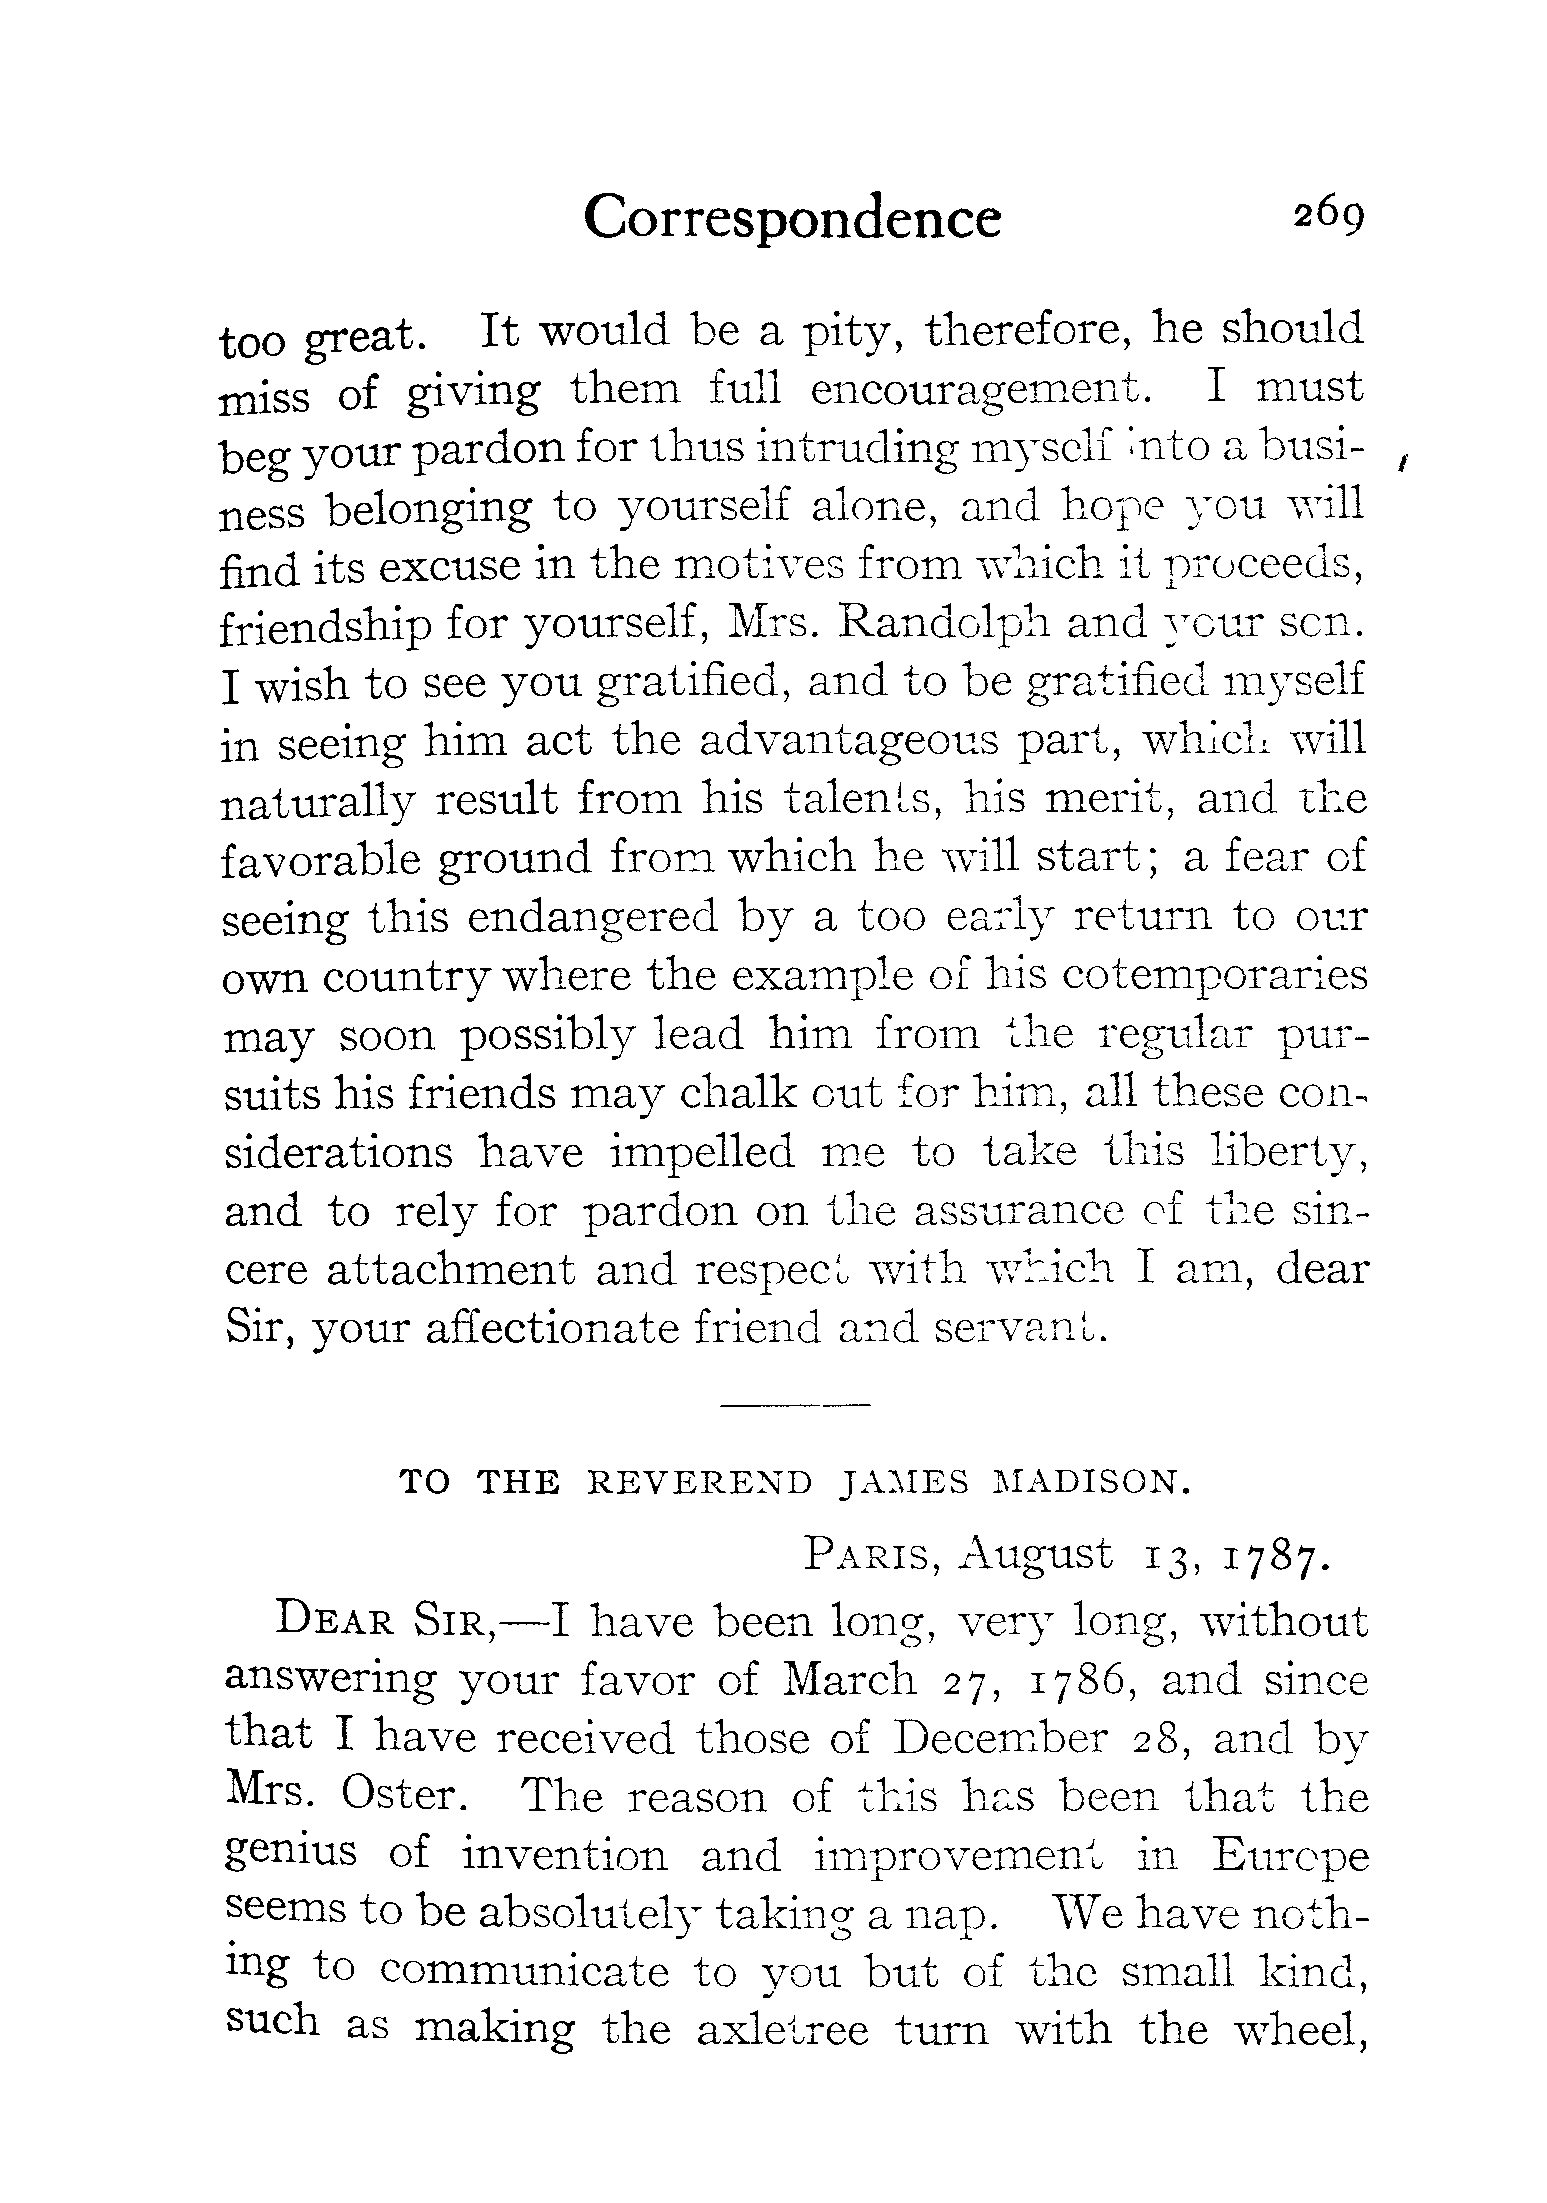 Correspondence 269
too great. It would be a pity, therefore, he should
miss of giving them full encouragement. I must
beg your pardon for thus intruding myself into a busi-
ness belonging to yourself alone, and hope you will
find its excuse in the motives from which it proceeds,
friendship for yourself, Mrs. Randolph and your son.
I wish to see you gratified, and to be gratified myself
in seeing him act the advantageous part, which will
naturally result from his talents, his merit, and the
favorable ground from which he will start; a fear of
seeing this endangered by a too early return to our
own country where the example of his cotemporaries
may soon possibly lead him from the regular pur-
suits his friends may chalk out for him, all these con-
siderations have impelled me to take this liberty,
and to rely for pardon on the assurance of the sin-
cere attachment and respect with which I am, dear
Sir, your affectionate friend and servant.
TO THE REVEREND JAMES MADISON.
PARIS, August 13, 1787.
DEAR SIR,—I have been long, very long, without
answering your favor of March 27, 1786, and since
that I have received those of December 28, and by
Mrs. Oster. The reason of this has been that the
genius of invention and improvement in Europe
seems to be absolutely taking a nap. We have noth-
ing to communicate to you but of the small kind,
such as making the axletree turn with the wheel,